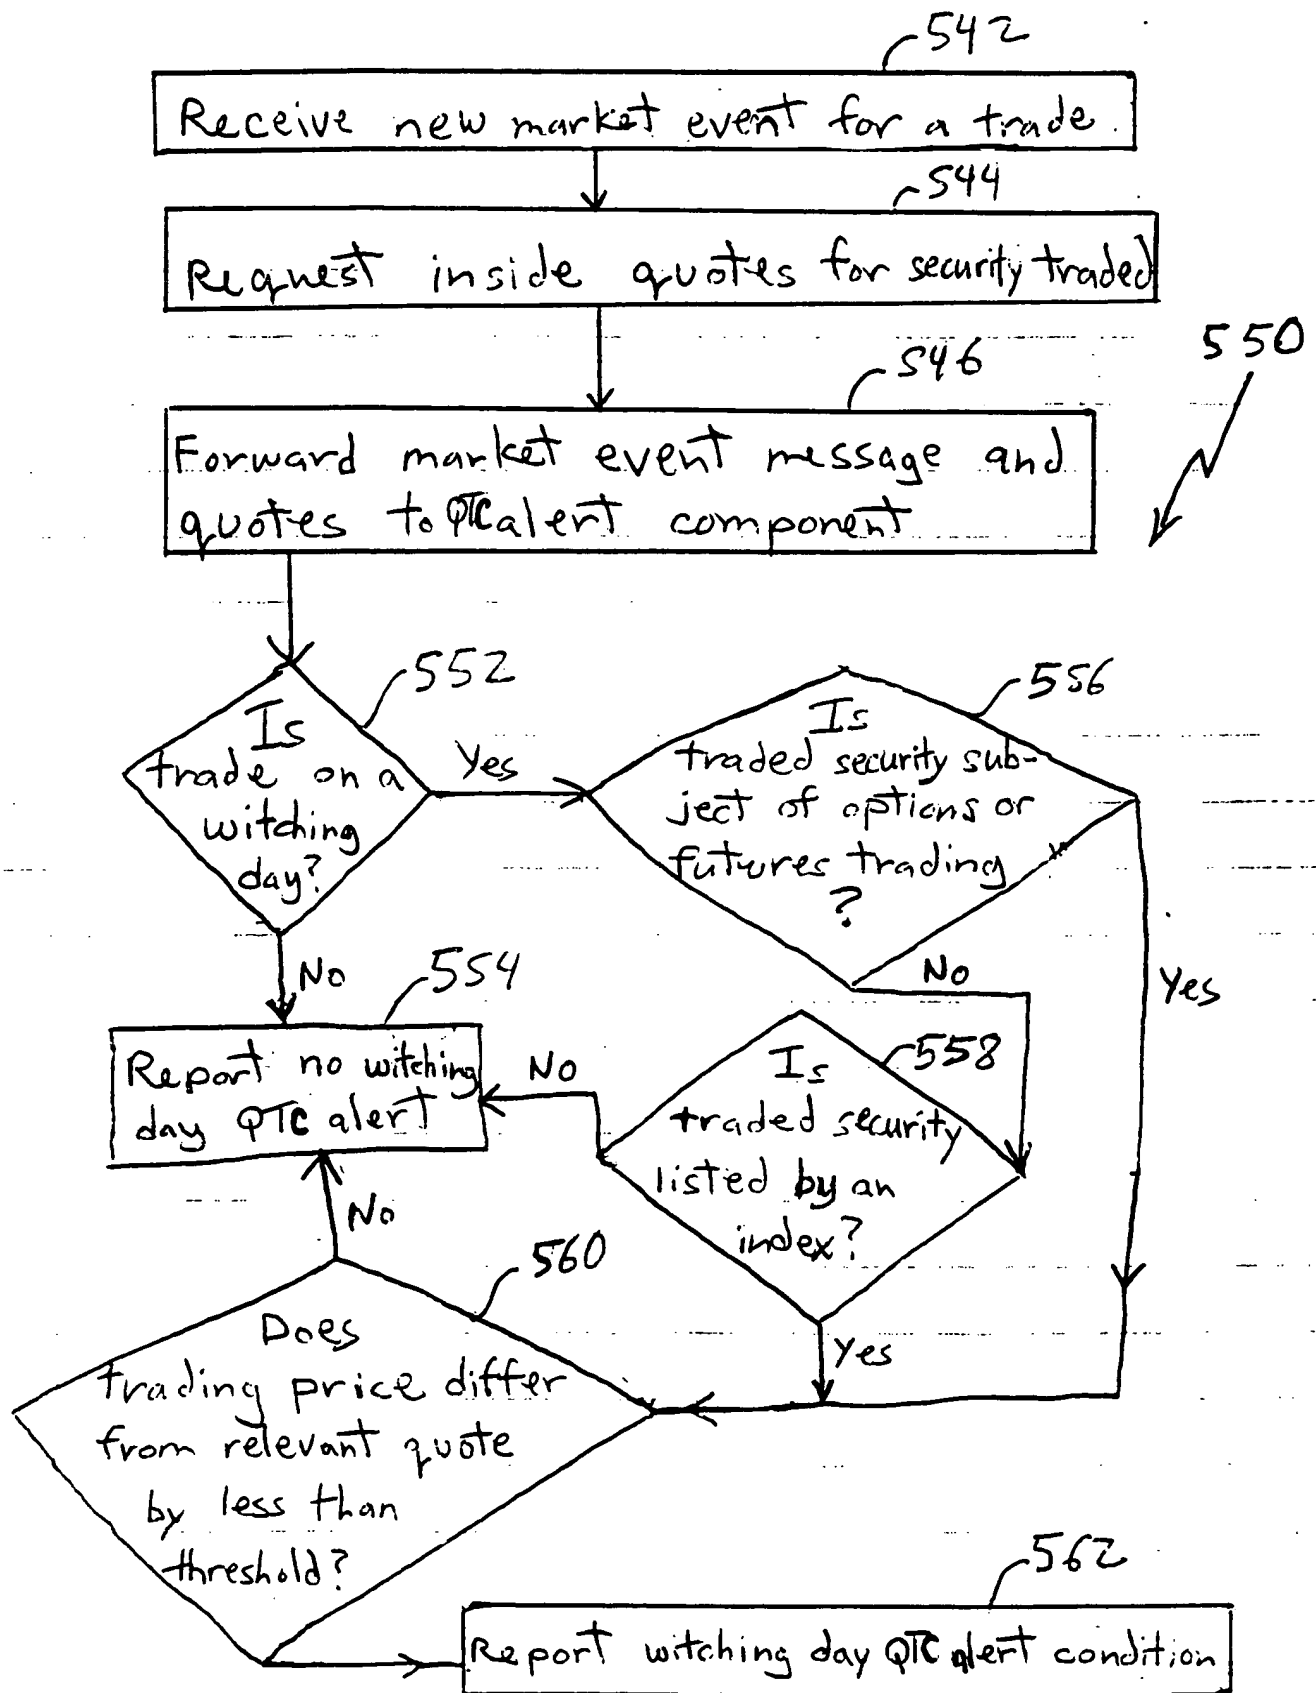 542
Receive new market event for a trade.
544
Request inside quotes for security traded
550
546
Forward market event message and
quotes to QTC alert component
552
Is
trade on a
witching
day?
Yes
556
Is
traded security sub-
ject of options or
futures trading
?
No
554
Report no witching
day QTC alert
No
Yes
No
558
Is
traded security
listed by an
index?
No
560
Yes
Does
trading price differ
from relevant quote
by less than
threshold?
562
Report witching day QTC alert condition